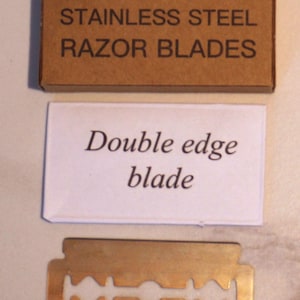 STAINLESS STEEL
RAZOR BLADES
Double edge
blade